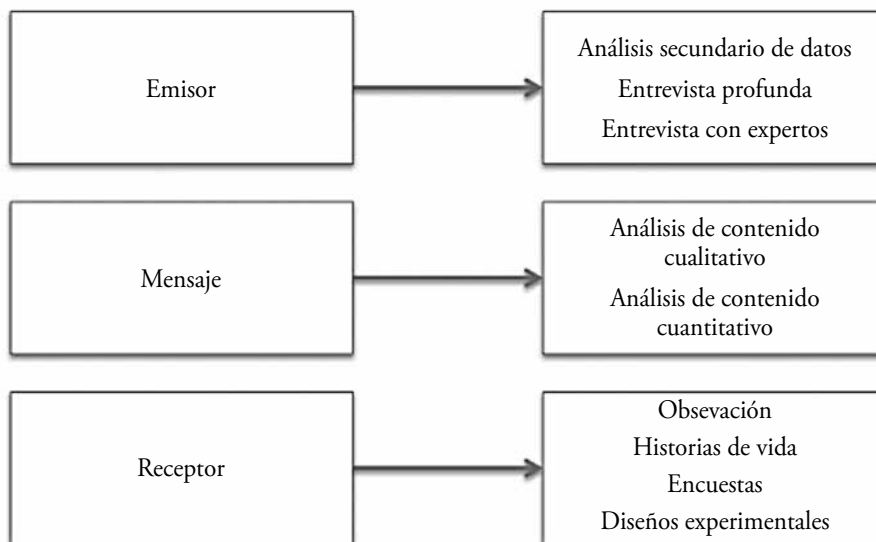 Emisor
Análisis secundario de datos
Entrevista profunda
Entrevista con expertos
Mensaje
Análisis de contenido
cualitativo
Análisis de contenido
cuantitativo
Receptor
Obsevación
Historias de vida
Encuestas
Diseños experimentales